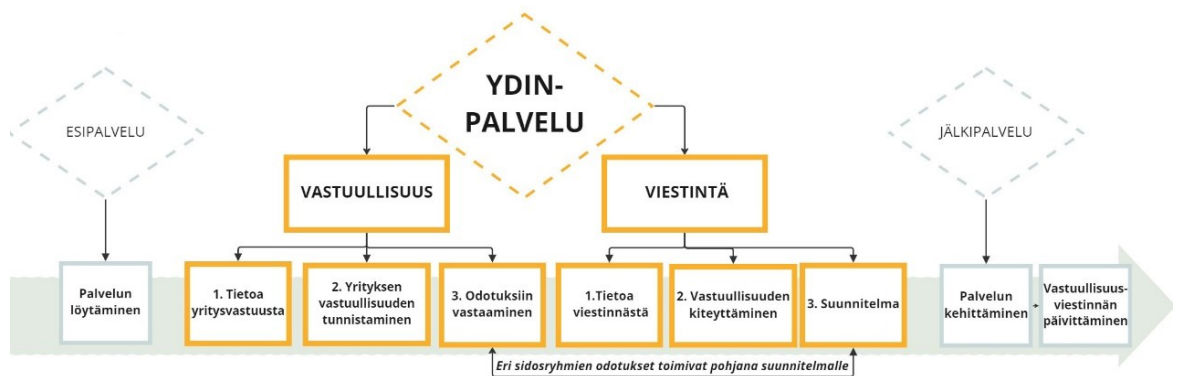 YDIN-
PALVELU
ESIPALVELU
JÄLKIPALVELU
VASTUULLISUUS
VIESTINTÄ
Palvelun
löytäminen
1. Tietoa
yritysvastuusta
2. Yrityksen
vastuullisuuden
tunnistaminen
3. Odotuksiin
vastaaminen
1.Tietoa
viestinnästä
2. Vastuullisuuden
kiteyttäminen
3. Suunnitelma
Palvelun
kehittäminen
Vastuullisuus-
viestinnän
päivittäminen
Eri sidosryhmien odotukset toimivat pohjana suunnitelmalle